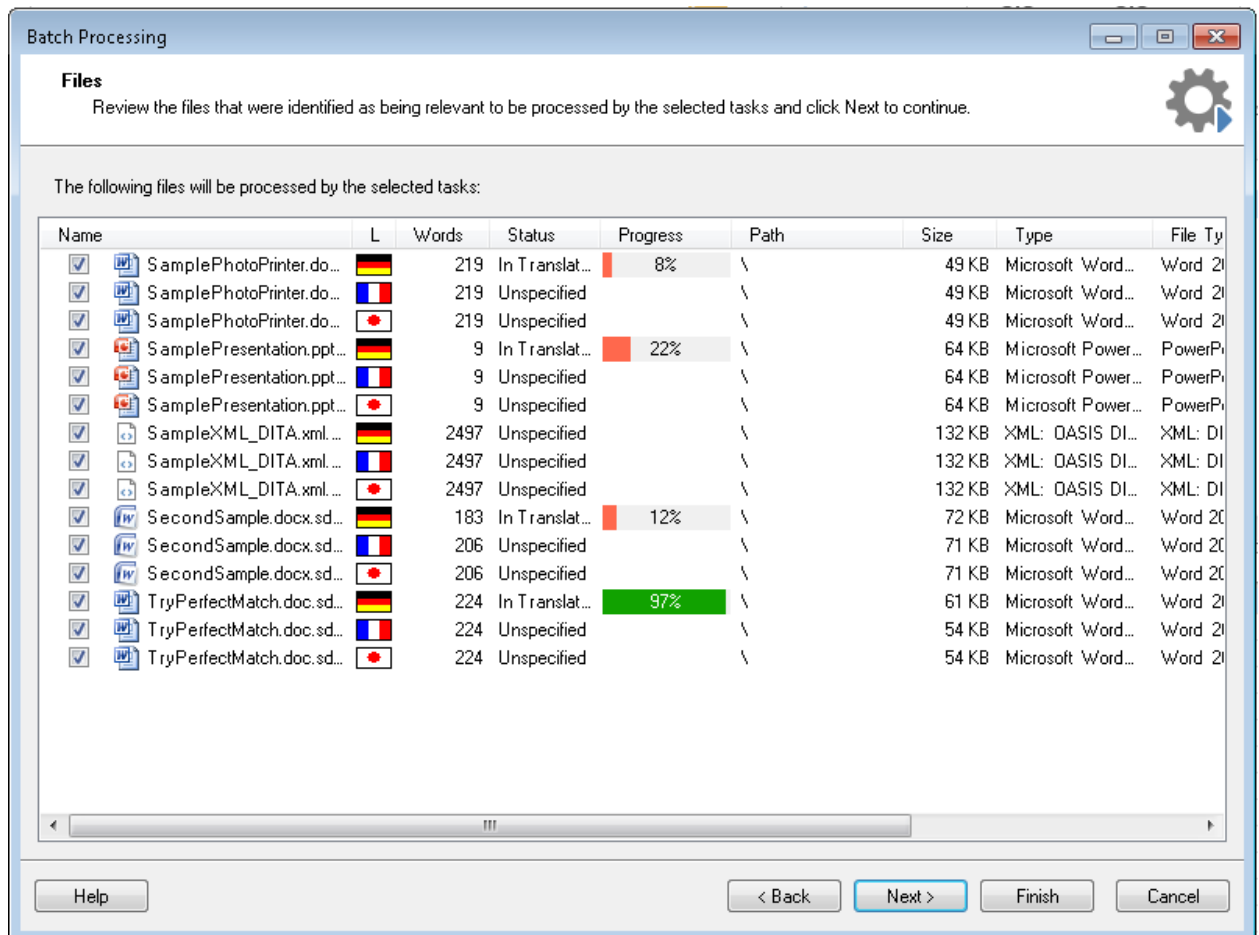 Batch Processing
Files
Review the files that were identified as being relevant to be processed by the selected tasks and click Next to continue.
The following files will be processed by the selected tasks:
Name L Words Status Progress Path Size Type File Ty
SamplePhotoPrinter.do... 219 In Translat... 8% \ 49 KB Microsoft Word... Word 2
SamplePhotoPrinter.do... 219 Unspecified \ 49 KB Microsoft Word... Word 2
SamplePhotoPrinter.do... 219 Unspecified \ 49 KB Microsoft Word... Word 2
SamplePresentation.ppt... 9 In Translat... 22% \ 64 KB Microsoft Power... PowerP
SamplePresentation.ppt... 9 Unspecified \ 64 KB Microsoft Power... PowerP
SamplePresentation.ppt... 9 Unspecified \ 64 KB Microsoft Power... PowerP
SampleXML_DITA.xml.... 2497 Unspecified \ 132 KB XML: OASIS DI... XML: DI
SampleXML_DITA.xml.... 2497 Unspecified \ 132 KB XML: OASIS DI... XML: DI
SampleXML_DITA.xml.... 2497 Unspecified \ 132 KB XML: OASIS DI... XML: DI
SecondSample.docx.sd... 183 In Translat... 12% \ 72 KB Microsoft Word... Word 20
SecondSample.docx.sd... 206 Unspecified \ 71 KB Microsoft Word... Word 20
SecondSample.docx.sd... 206 Unspecified \ 71 KB Microsoft Word... Word 20
TryPerfectMatch.doc.sd... 224 In Translat... 97% \ 61 KB Microsoft Word... Word 2
TryPerfectMatch.doc.sd... 224 Unspecified \ 54 KB Microsoft Word... Word 2
TryPerfectMatch.doc.sd... 224 Unspecified \ 54 KB Microsoft Word... Word 2
Help < Back Next > Finish Cancel